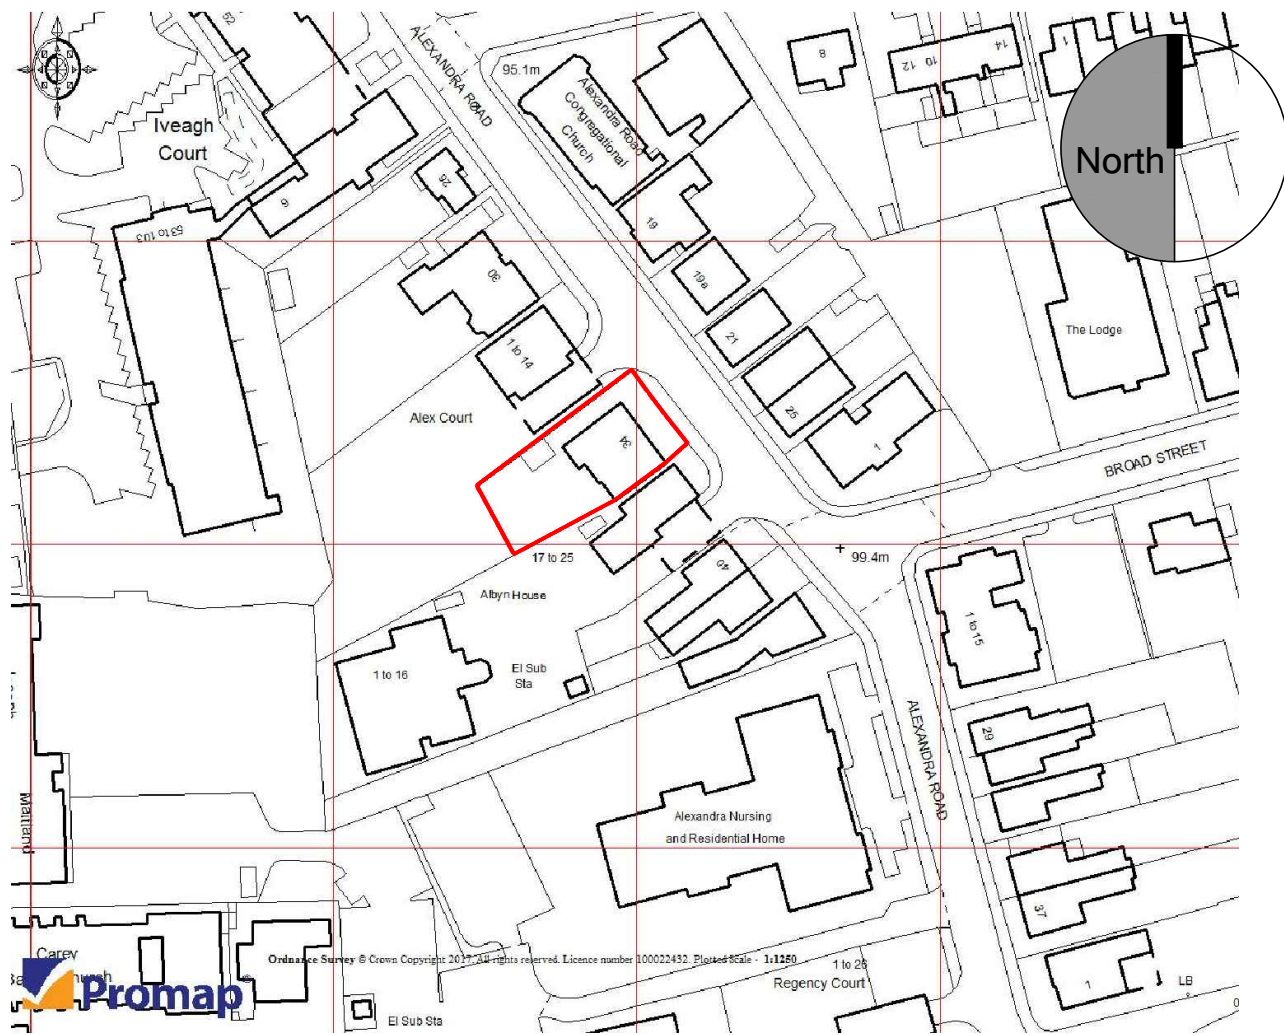 52
ALEXANDRA ROAD
95.1m
8
14
10
12
1
Alexandra Road
Congregational
Church
North
Iveagh
Court
26
6
53 to 103
19
30
19a
21
The Lodge
1 to 14
25
Alex Court
34
1
BROAD STREET
17 to 25
99.4m
40
Albyn House
1 to 15
1 to 16
El Sub
Sta
ALEXANDRA ROAD
29
Maitland
Alexandra Nursing
and Residential Home
37
Carey
Ordnance Survey © Crown Copyright 2017. All rights reserved. Licence number 100022432. Plotted Scale - 1:1250
1 to 26
Regency Court
1
LB
Promap
El Sub Sta